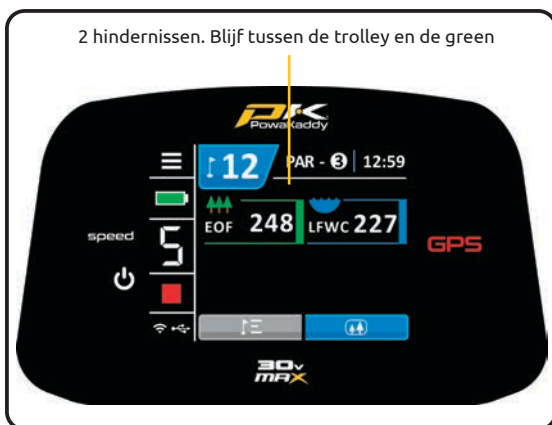 2 hindernissen. Blijf tussen de trolley en de green
PK
PowaKaddy
12 PAR - 3 12:59
EOF 248 LFWC 227
speed 5
GPS
30V
MAX